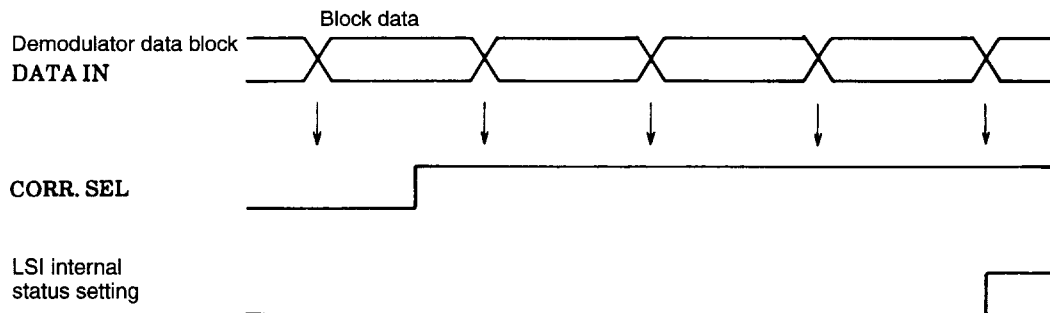 Block data
Demodulator data block
DATA IN
CORR. SEL
LSI internal
status setting